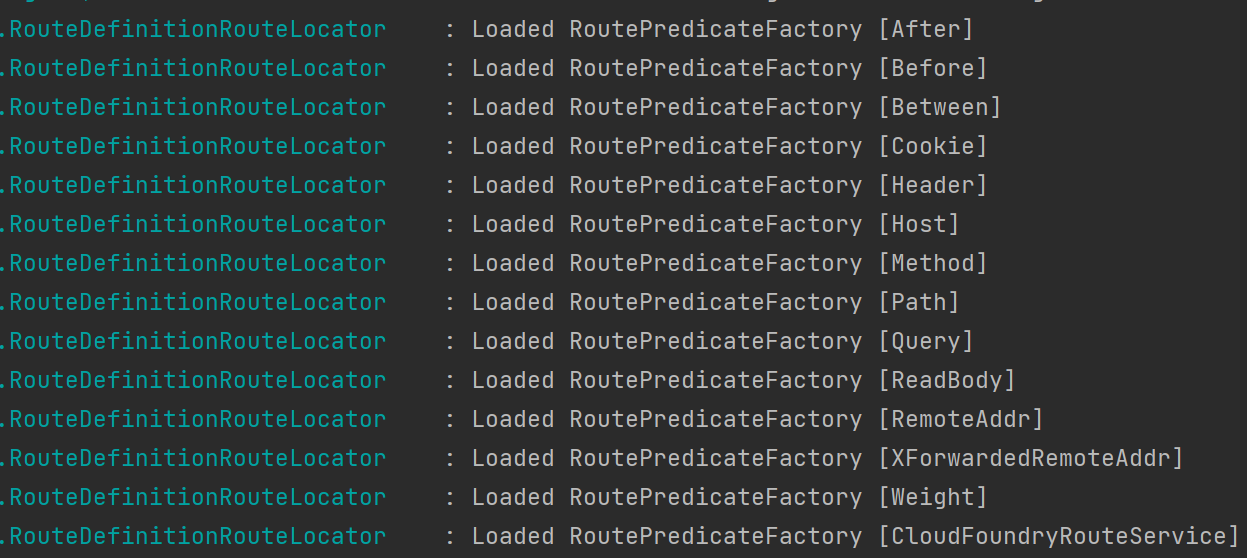 .RouteDefinitionRouteLocator : Loaded RoutePredicateFactory [After]
.RouteDefinitionRouteLocator : Loaded RoutePredicateFactory [Before]
.RouteDefinitionRouteLocator : Loaded RoutePredicateFactory [Between]
.RouteDefinitionRouteLocator : Loaded RoutePredicateFactory [Cookie]
.RouteDefinitionRouteLocator : Loaded RoutePredicateFactory [Header]
.RouteDefinitionRouteLocator : Loaded RoutePredicateFactory [Host]
.RouteDefinitionRouteLocator : Loaded RoutePredicateFactory [Method]
.RouteDefinitionRouteLocator : Loaded RoutePredicateFactory [Path]
.RouteDefinitionRouteLocator : Loaded RoutePredicateFactory [Query]
.RouteDefinitionRouteLocator : Loaded RoutePredicateFactory [ReadBody]
.RouteDefinitionRouteLocator : Loaded RoutePredicateFactory [RemoteAddr]
.RouteDefinitionRouteLocator : Loaded RoutePredicateFactory [XForwardedRemoteAddr]
.RouteDefinitionRouteLocator : Loaded RoutePredicateFactory [Weight]
.RouteDefinitionRouteLocator : Loaded RoutePredicateFactory [CloudFoundryRouteService]